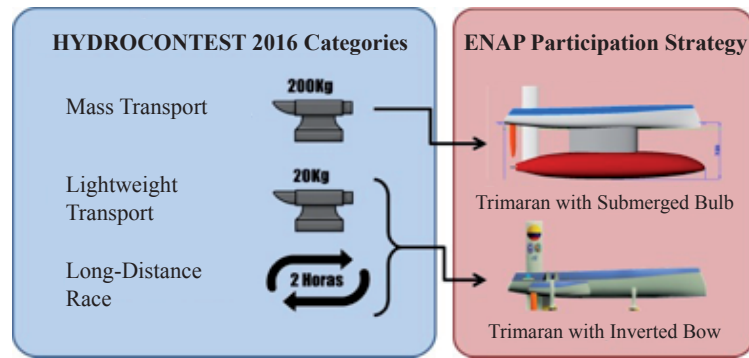 HYDROCONTEST 2016 Categories
ENAP Participation Strategy
Mass Transport
200Kg
Lightweight
Transport
20Kg
Long-Distance
Race
2 Horas
Trimaran with Submerged Bulb
Trimaran with Inverted Bow